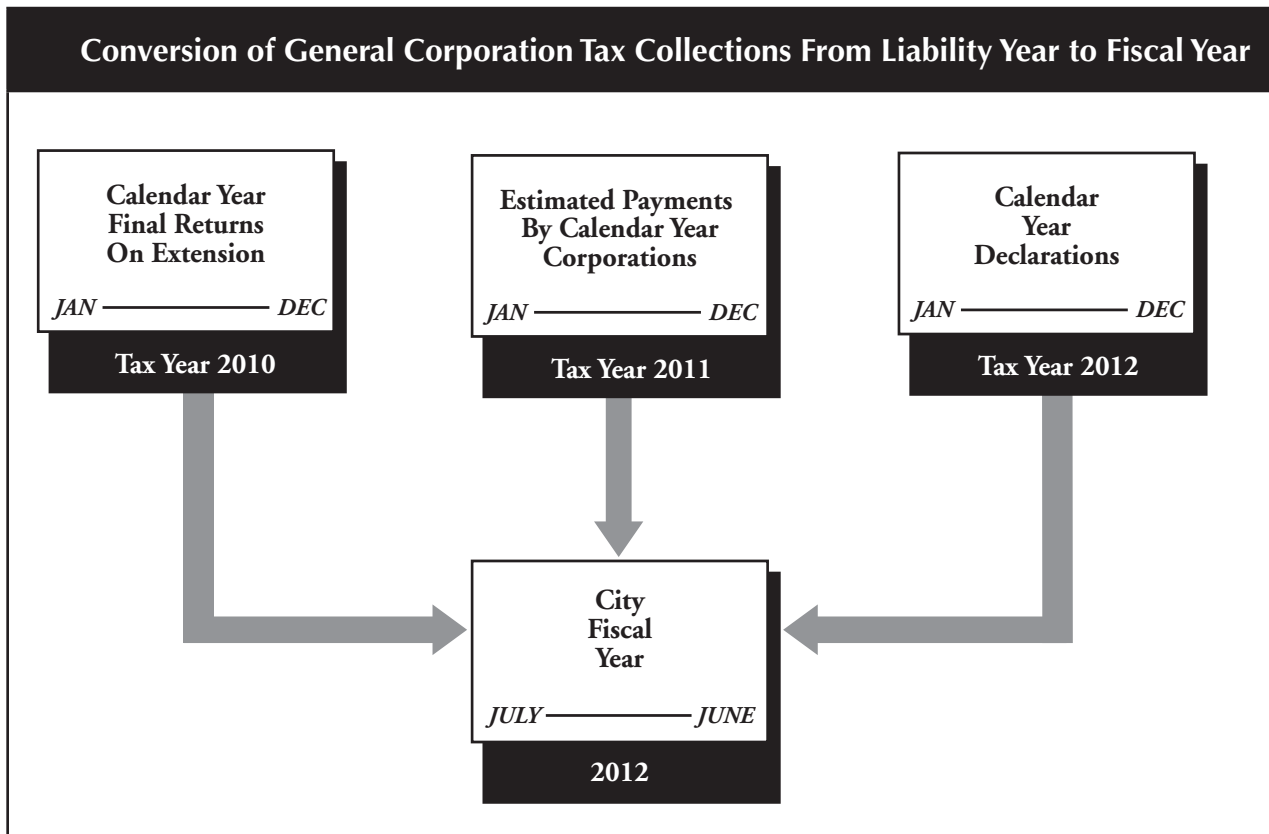 Conversion of General Corporation Tax Collections From Liability Year to Fiscal Year
Calendar Year
Final Returns
On Extension
JAN DEC
Tax Year 2010
Estimated Payments
By Calendar Year
Corporations
JAN DEC
Tax Year 2011
Calendar
Year
Declarations
JAN DEC
Tax Year 2012
City
Fiscal
Year
JULY JUNE
2012